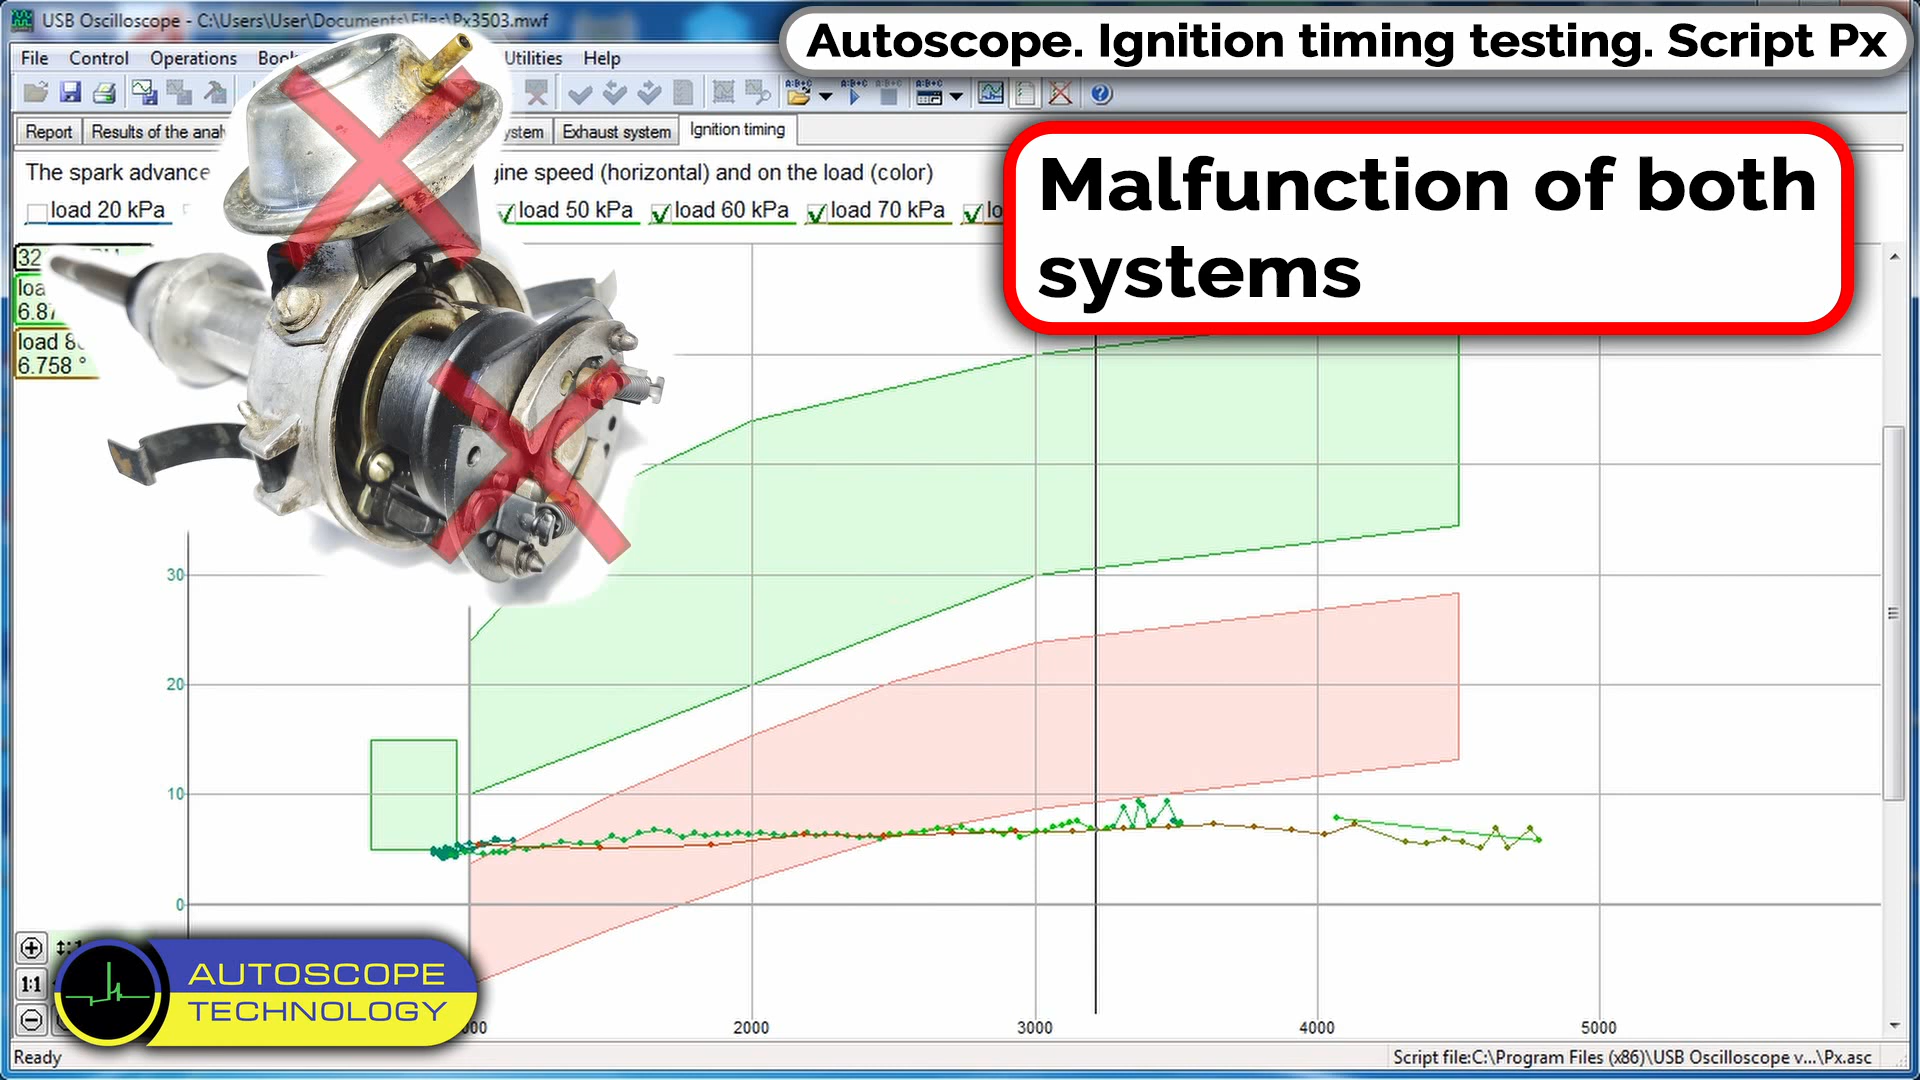 USB Oscilloscope - C:\Users\User\Documents\Files\Px3503.mwf
Autoscope. Ignition timing testing. Script Px
File Control Operations Utilities Help
Report Results of the Exhaust system Ignition timing
Malfunction of both
systems
The spark advance speed (horizontal) and on the load (color)
load 20 kPa load 50 kPa load 60 kPa load 70 kPa
load
6.758 °
30
20
10
0
2000 3000 4000 5000
1:1
AUTOSCOPE
TECHNOLOGY
Ready Script file:C:\Program Files (x86)\USB Oscilloscope v...\Px.asc